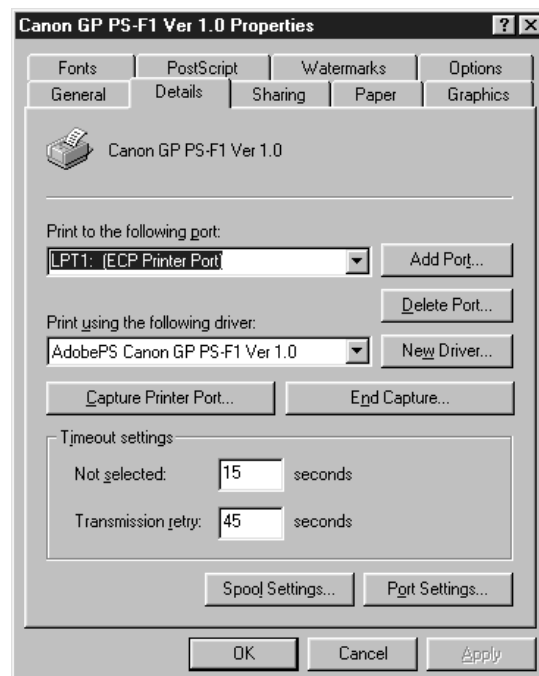 Canon GP PS-F1 Ver 1.0 Properties
Fonts PostScript Watermarks Options
General Details Sharing Paper Graphics
Canon GP PS-F1 Ver 1.0
Print to the following port:
LPT1: (ECP Printer Port) Add Port...
Delete Port...
Print using the following driver:
AdobePS Canon GP PS-F1 Ver 1.0 New Driver...
Capture Printer Port... End Capture...
Timeout settings
Not selected: 15 seconds
Transmission retry: 45 seconds
Spool Settings... Port Settings...
OK Cancel Apply